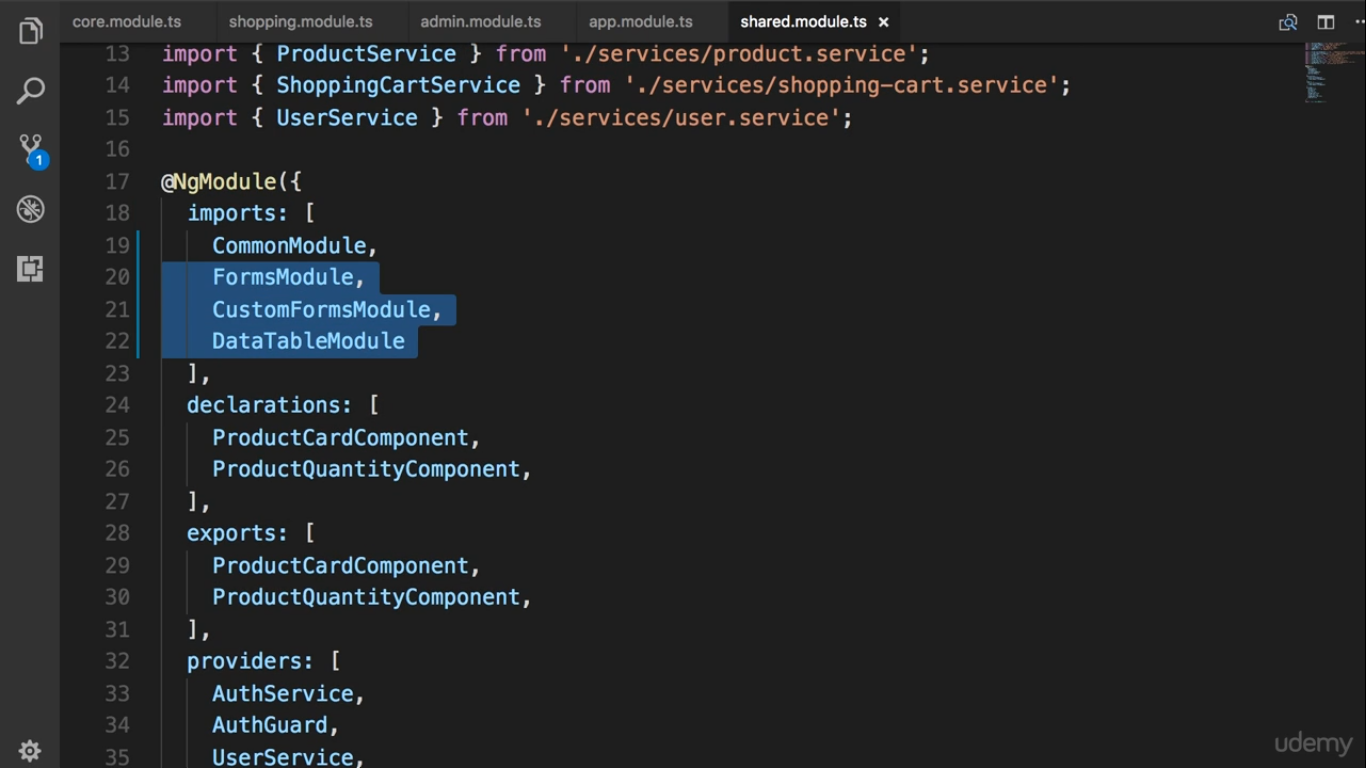 core.module.ts shopping.module.ts admin.module.ts app.module.ts shared.module.ts ×
13 import { ProductService } from './services/product.service';
14 import { ShoppingCartService } from './services/shopping-cart.service';
15 import { UserService } from './services/user.service';
16
17 @NgModule({
18 imports: [
19 CommonModule,
20 FormsModule,
21 CustomFormsModule,
22 DataTableModule
23 ],
24 declarations: [
25 ProductCardComponent,
26 ProductQuantityComponent,
27 ],
28 exports: [
29 ProductCardComponent,
30 ProductQuantityComponent,
31 ],
32 providers: [
33 AuthService,
34 AuthGuard,
35 UserService,
1
udemy